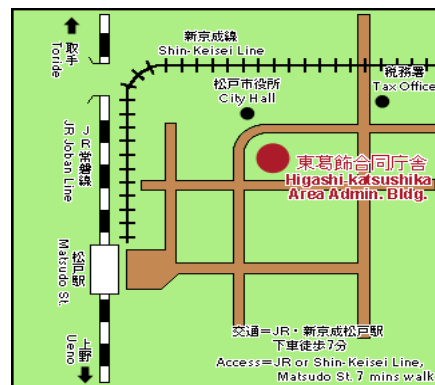 取手
Toride
新京成線
Shin-Keisei Line
松戸市役所
City Hall
税務署
Tax Office
JR常磐線
JR Joban Line
東葛飾合同庁舎
Higashi-katsushika
Area Admin. Bldg.
松戸駅
Matsudo St.
上野
Ueno
交通=JR・新京成松戸駅
下車徒歩7分
Access=JR or Shin-Keisei Line,
Matsudo St. 7 mins walk